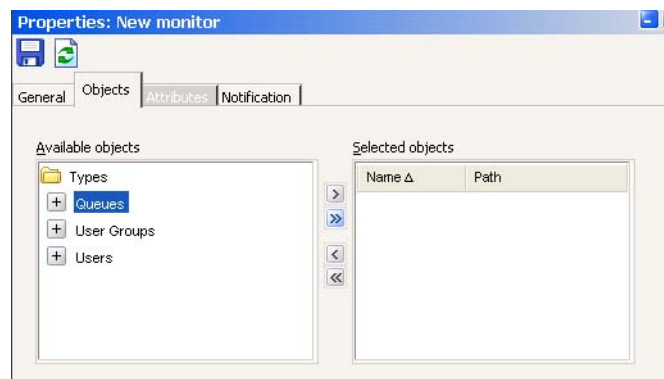 Properties: New monitor
General Objects Attributes Notification
Available objects
Types
Queues
User Groups
Users
Selected objects
Name Path